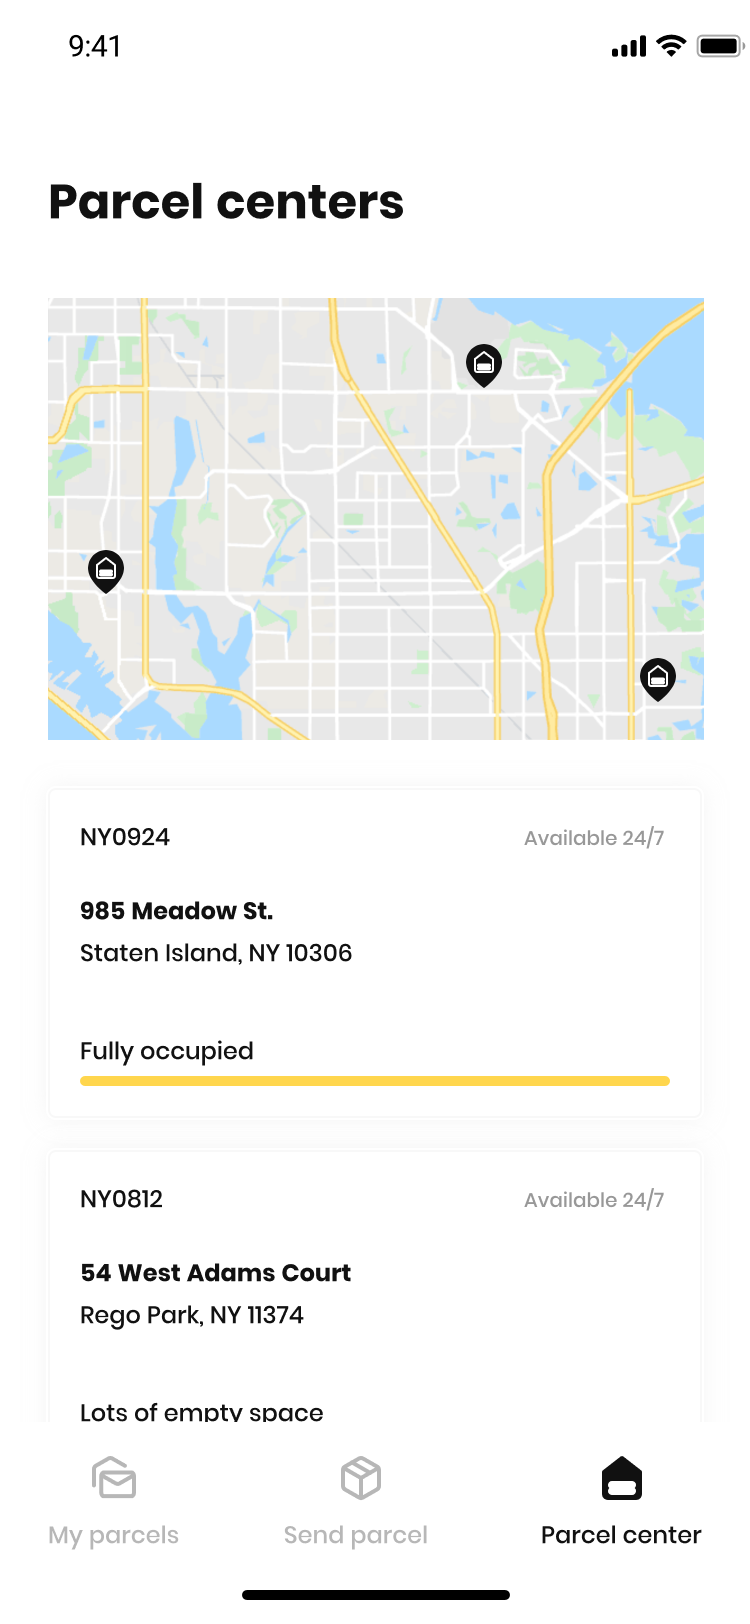 9:41
Parcel centers
NY0924
Available 24/7
985 Meadow St.
Staten Island, NY 10306
Fully occupied
NY0812
Available 24/7
54 West Adams Court
Rego Park, NY 11374
Lots of empty space
My parcels
Send parcel
Parcel center